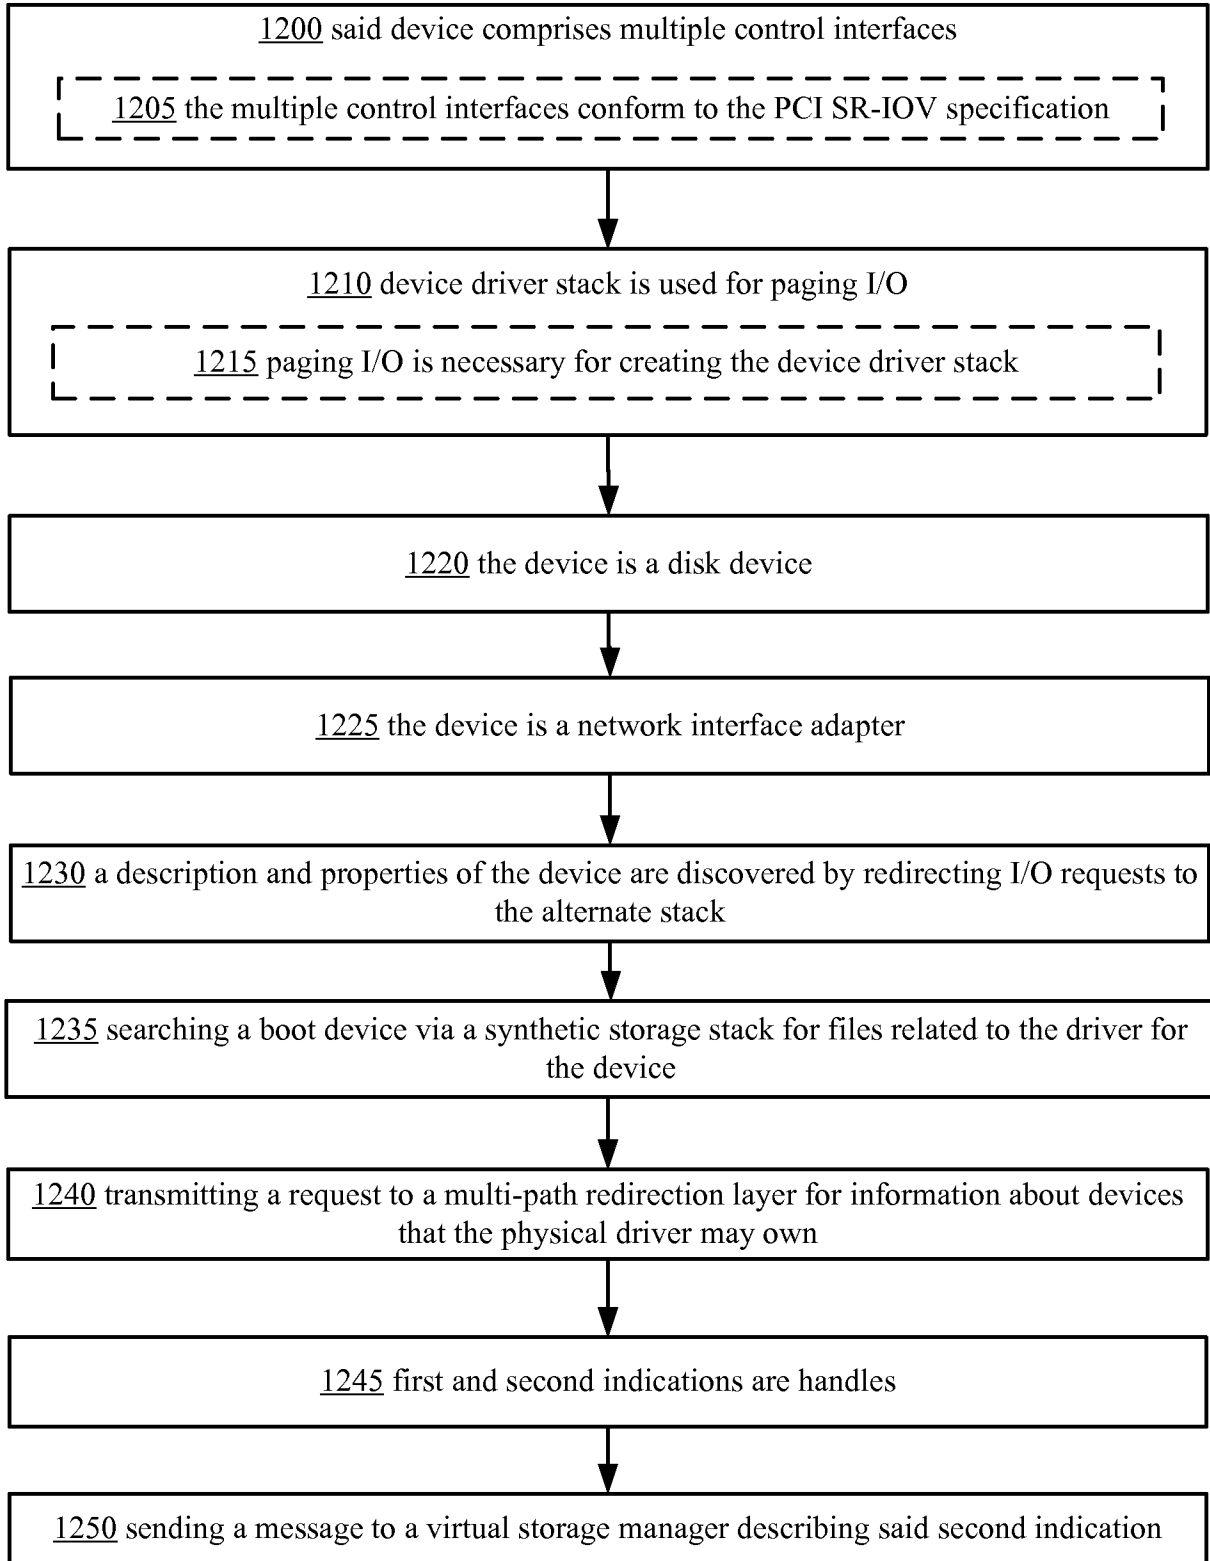 1200 said device comprises multiple control interfaces
1205 the multiple control interfaces conform to the PCI SR-IOV specification
1210 device driver stack is used for paging I/O
1215 paging I/O is necessary for creating the device driver stack
1220 the device is a disk device
1225 the device is a network interface adapter
1230 a description and properties of the device are discovered by redirecting I/O requests to
the alternate stack
1235 searching a boot device via a synthetic storage stack for files related to the driver for
the device
1240 transmitting a request to a multi-path redirection layer for information about devices
that the physical driver may own
1245 first and second indications are handles
1250 sending a message to a virtual storage manager describing said second indication